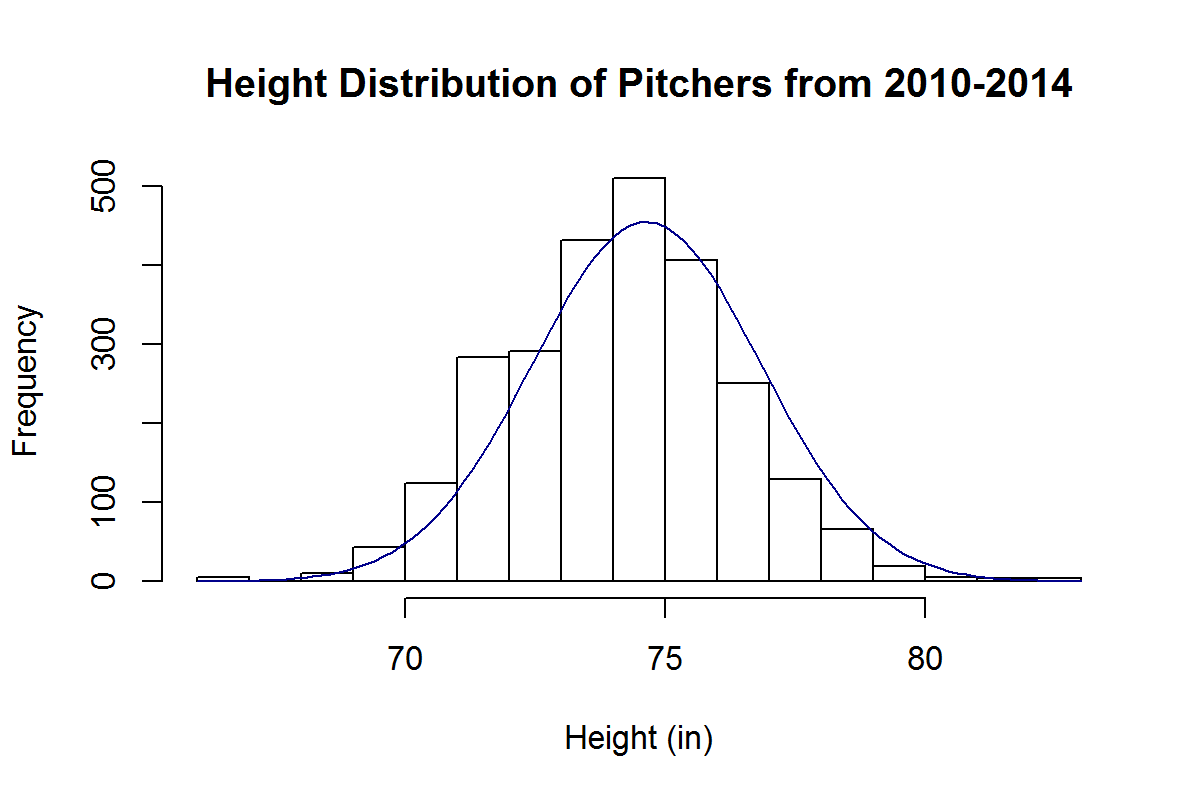 Height Distribution of Pitchers from 2010-2014
Frequency
500
300
100
0
70 75 80
Height (in)